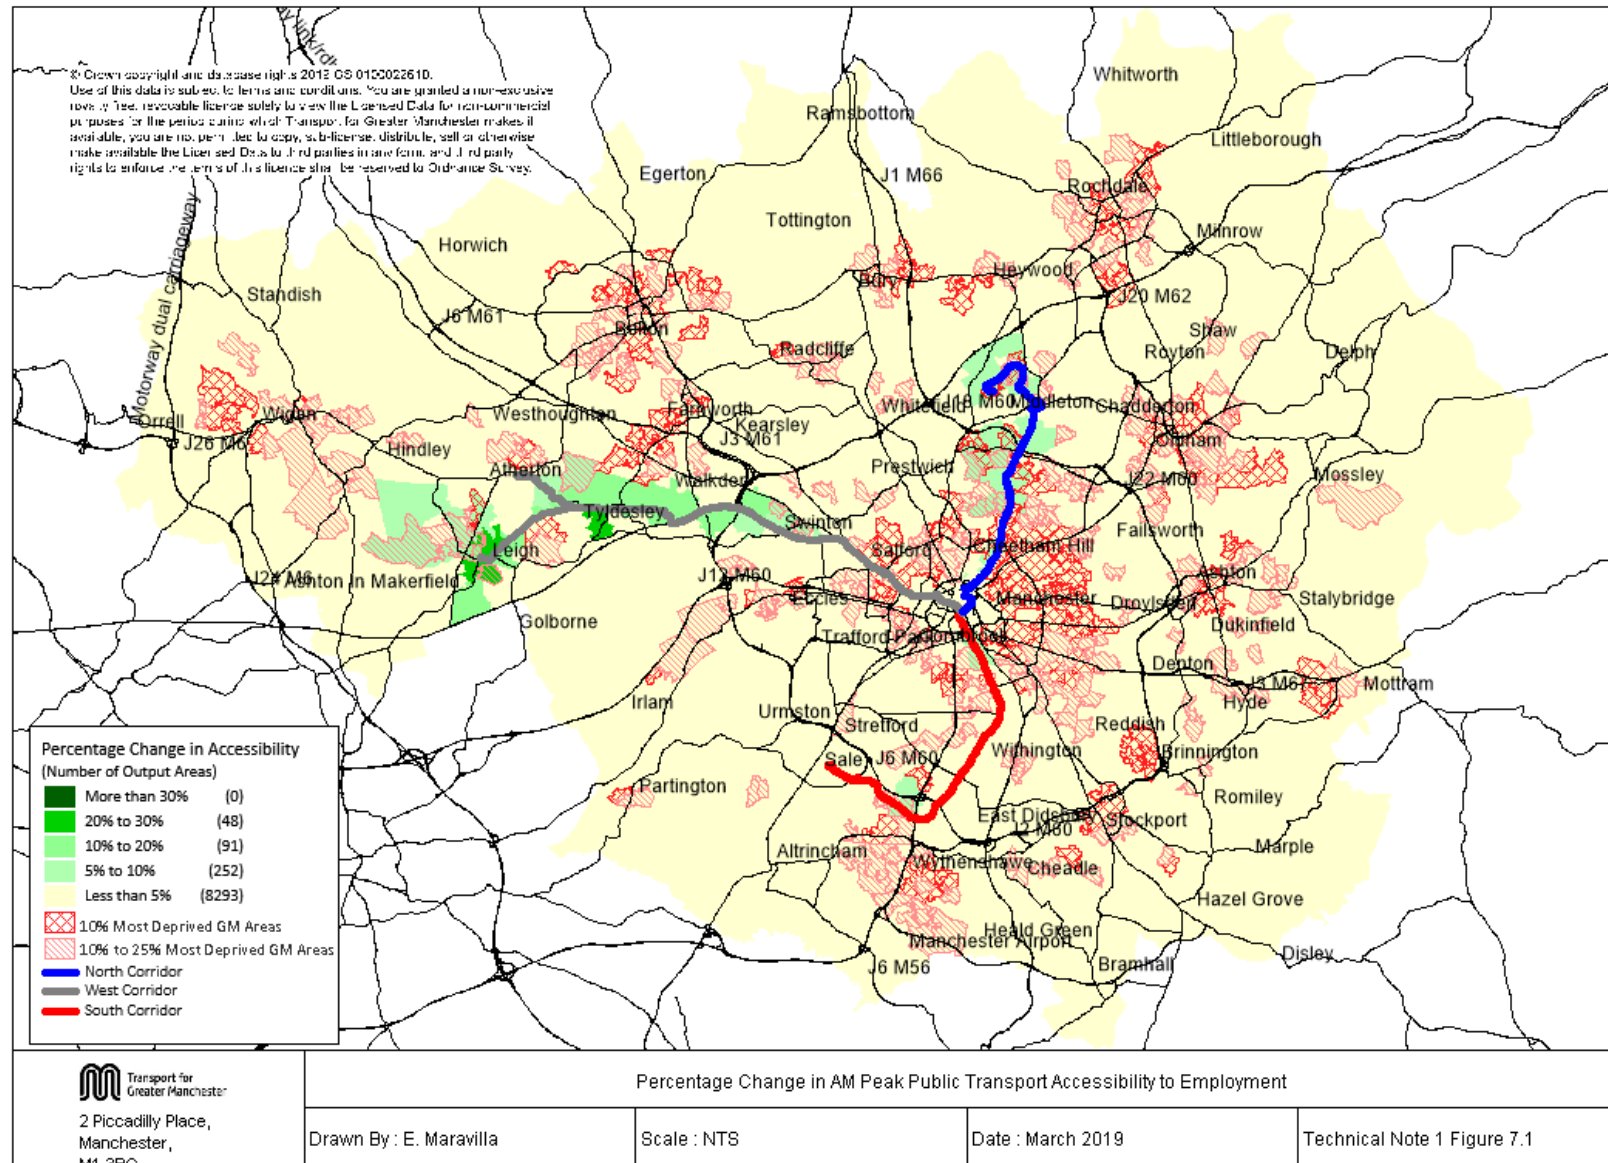 © Crown copyright and database rights 2012 OS 0100022610.
Use of this data is subject to terms and conditions. You are granted a non-exclusive
royalty free, revocable licence solely to view the Licensed Data for non-commercial
purposes for the period during which Transport for Greater Manchester makes it
available, you are not permitted to copy, sub-license, distribute, sell or otherwise
make available the Licensed Data to third parties in any form, and third party
rights to enforce the terms of this licence shall be reserved to Ordnance Survey.
Whitworth
Ramsbottom
Littleborough
Egerton
J1 M66
Rochdale
Tottington
Milnrow
Horwich
Heywood
Bury
Motorway dual carriageway
Standish
J20 M62
J6 M61
Bolton
Shaw
Radcliffe
Royton
Delph
Wigan
Westhoughton
Farnworth
Whitefield
J18 M60
Middleton
Chadderton
Orrell
Kearsley
J26 M6
J3 M61
Oldham
Hindley
Atherton
Prestwich
Mossley
Walkden
J22 M60
Tyldesley
Swinton
Failsworth
Leigh
Salford
Cheetham Hill
Ashton In Makerfield
J12 M60
Ashton
Eccles
Manchester
Droylsden
Stalybridge
Golborne
Trafford Park
Dukinfield
Denton
J3 M67
Mottram
Irlam
Hyde
Urmston
Stretford
Reddish
Withington
Brinnington
Sale
J6 M60
Partington
Romiley
East Didsbury
Stockport
J2 M60
Altrincham
Marple
Wythenshawe
Cheadle
Hazel Grove
Heald Green
Manchester Airport
Disley
J6 M56
Bramhall
Percentage Change in Accessibility
(Number of Output Areas)
More than 30% (0)
20% to 30% (48)
10% to 20% (91)
5% to 10% (252)
Less than 5% (8293)
10% Most Deprived GM Areas
10% to 25% Most Deprived GM Areas
North Corridor
West Corridor
South Corridor
Transport for
Greater Manchester
2 Piccadilly Place,
Manchester,
Percentage Change in AM Peak Public Transport Accessibility to Employment
Drawn By : E. Maravilla
Scale : NTS
Date : March 2019
Technical Note 1 Figure 7.1